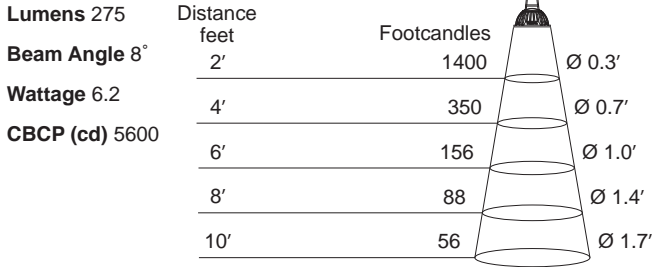 Lumens 275
Beam Angle 8°
Wattage 6.2
CBCP (cd) 5600
Distance
feet
Footcandles
2′ 1400 Ø 0.3′
4′ 350 Ø 0.7′
6′ 156 Ø 1.0′
8′ 88 Ø 1.4′
10′ 56 Ø 1.7′